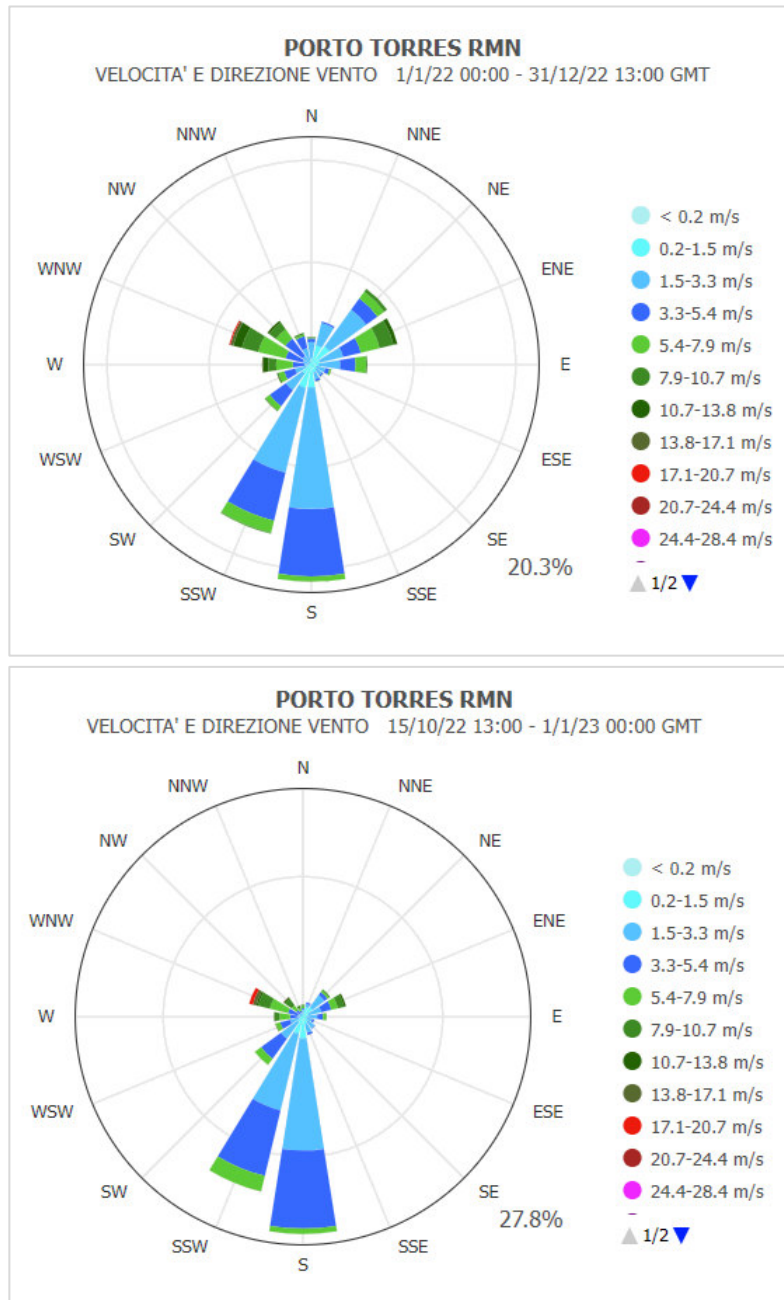 PORTO TORRES RMN
VELOCITA' E DIREZIONE VENTO 1/1/22 00:00 - 31/12/22 13:00 GMT
N
NNE
NE
ENE
E
ESE
SE
SSE
S
SSW
SW
WSW
W
WNW
NW
NNW
20.3%
< 0.2 m/s
0.2-1.5 m/s
1.5-3.3 m/s
3.3-5.4 m/s
5.4-7.9 m/s
7.9-10.7 m/s
10.7-13.8 m/s
13.8-17.1 m/s
17.1-20.7 m/s
20.7-24.4 m/s
24.4-28.4 m/s
1/2
PORTO TORRES RMN
VELOCITA' E DIREZIONE VENTO 15/10/22 13:00 - 1/1/23 00:00 GMT
N
NNE
NE
ENE
E
ESE
SE
SSE
S
SSW
SW
WSW
W
WNW
NW
NNW
27.8%
< 0.2 m/s
0.2-1.5 m/s
1.5-3.3 m/s
3.3-5.4 m/s
5.4-7.9 m/s
7.9-10.7 m/s
10.7-13.8 m/s
13.8-17.1 m/s
17.1-20.7 m/s
20.7-24.4 m/s
24.4-28.4 m/s
1/2